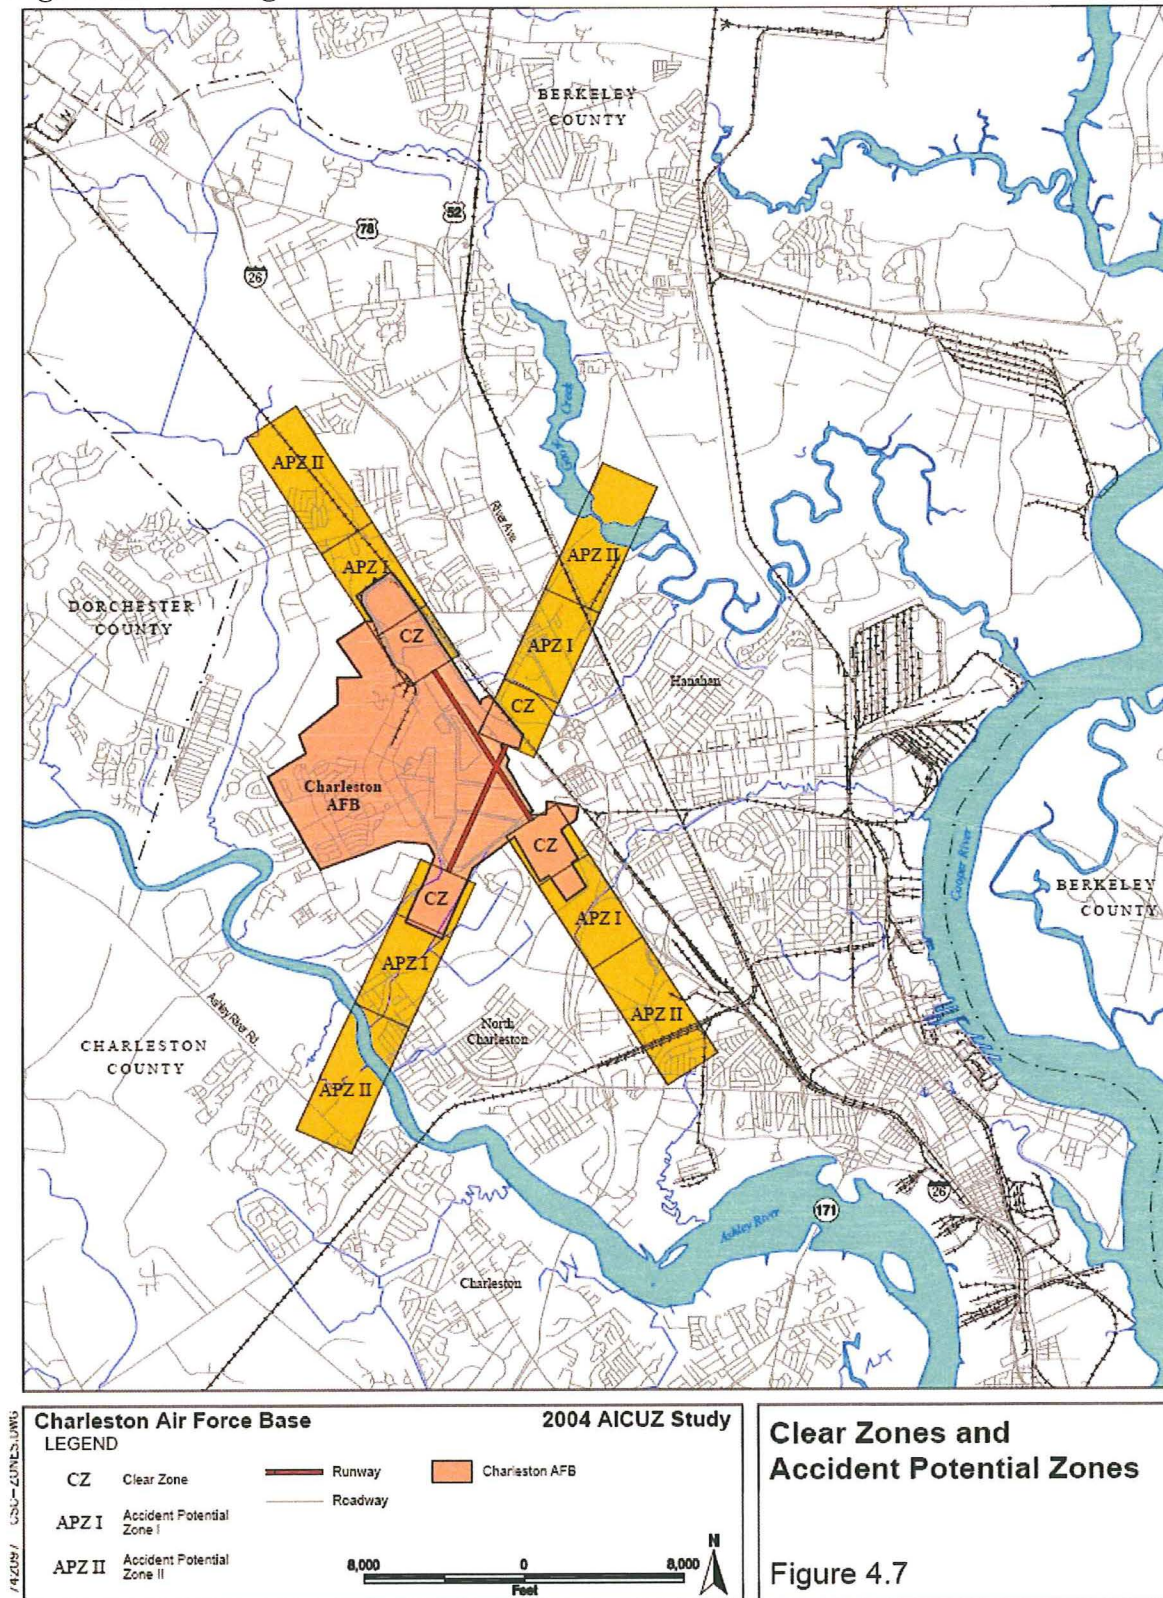 BERKELEY
COUNTY
52
78
26
Goose Creek
APZ II
River Ave.
APZ II
APZ I
DORCHESTER
COUNTY
CZ
APZ I
Hanahan
CZ
Charleston
AFB
CZ
Cooper River
BERKELEY
COUNTY
CZ
APZ I
APZ I
Ashley River Rd.
APZ II
North
Charleston
CHARLESTON
COUNTY
APZ II
26
171
Ashley River
Charleston
Charleston Air Force Base
2004 AICUZ Study
LEGEND
CZ Clear Zone
APZ I Accident Potential
Zone I
APZ II Accident Potential
Zone II
Runway
Roadway
Charleston AFB
8,000 0 8,000
Feet
N
Clear Zones and
Accident Potential Zones
Figure 4.7